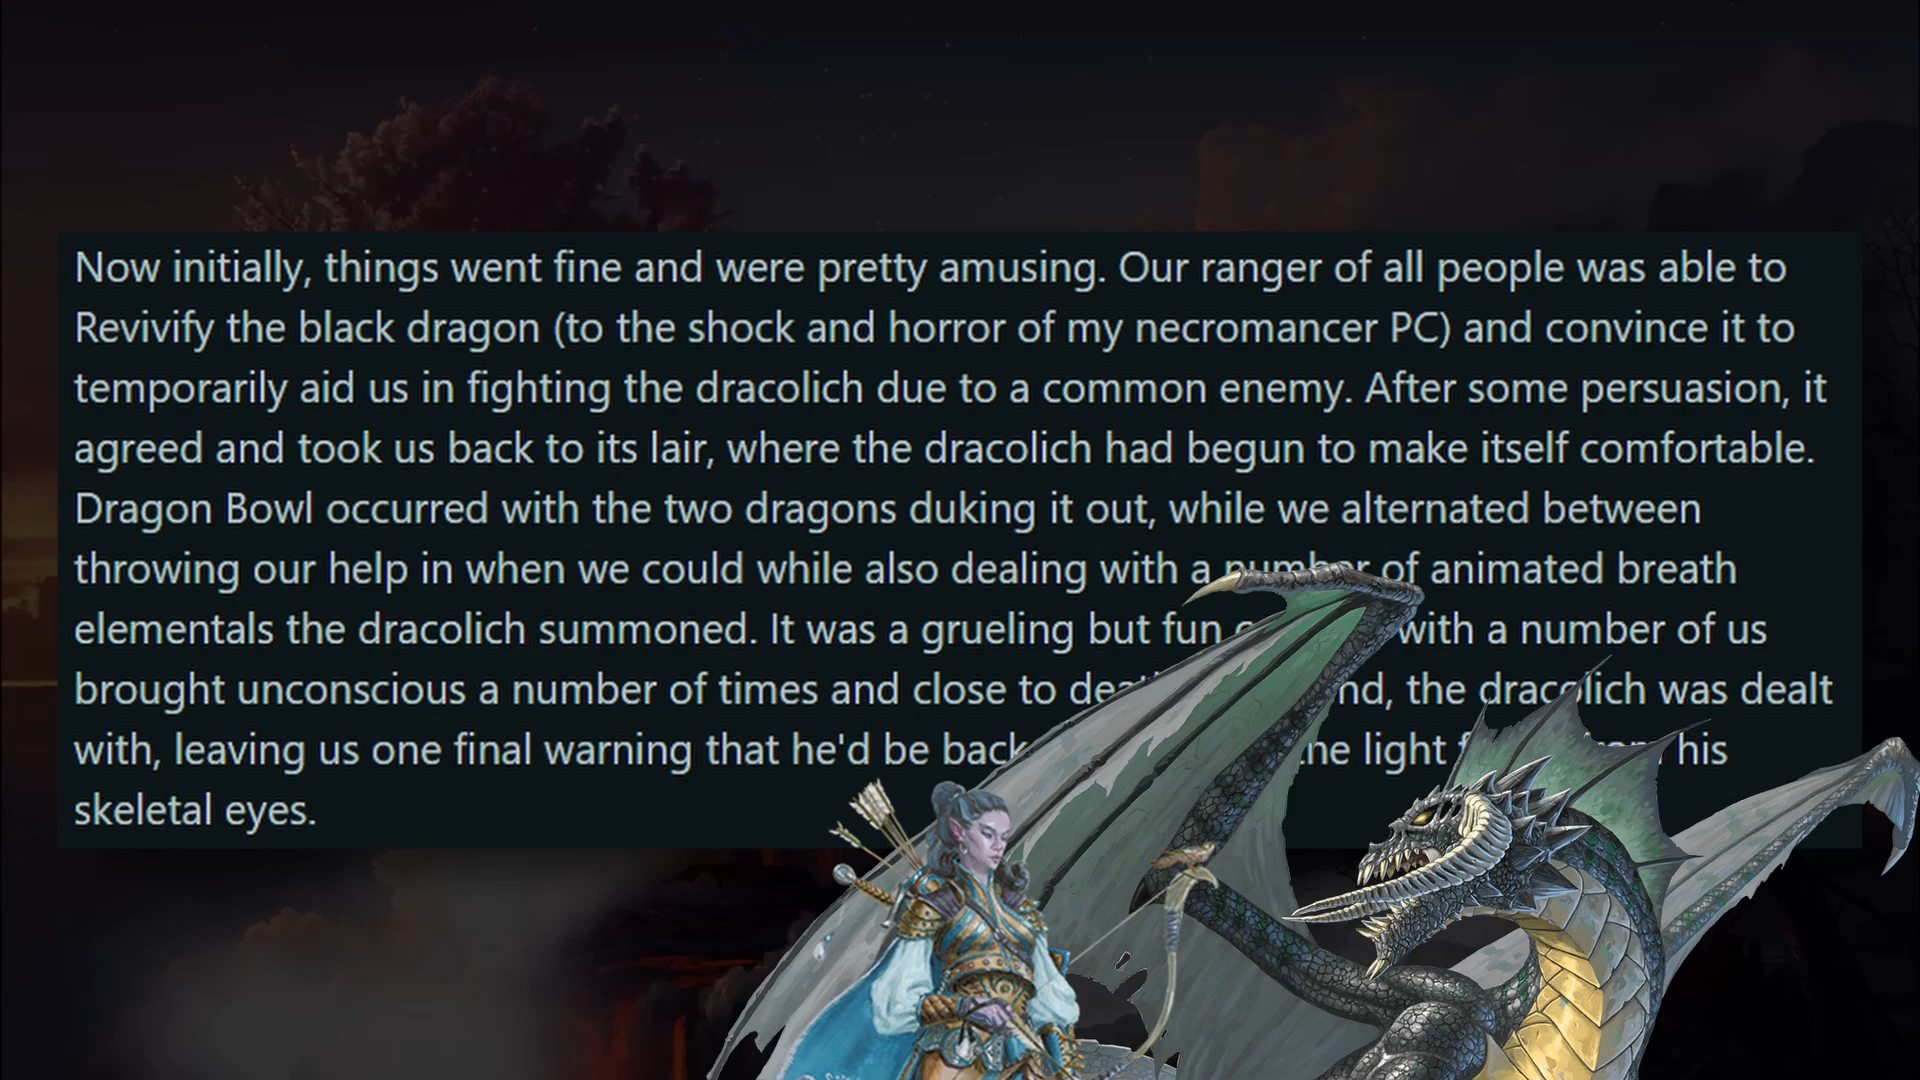 Now initially, things went fine and were pretty amusing. Our ranger of all people was able to
Revivify the black dragon (to the shock and horror of my necromancer PC) and convince it to
temporarily aid us in fighting the dracolich due to a common enemy. After some persuasion, it
agreed and took us back to its lair, where the dracolich had begun to make itself comfortable.
Dragon Bowl occurred with the two dragons duking it out, while we alternated between
throwing our help in when we could while also dealing with a number of animated breath
elementals the dracolich summoned. It was a grueling but fun with a number of us
brought unconscious a number of times and close to the dracolich was dealt
with, leaving us one final warning that he'd be back light his
skeletal eyes.